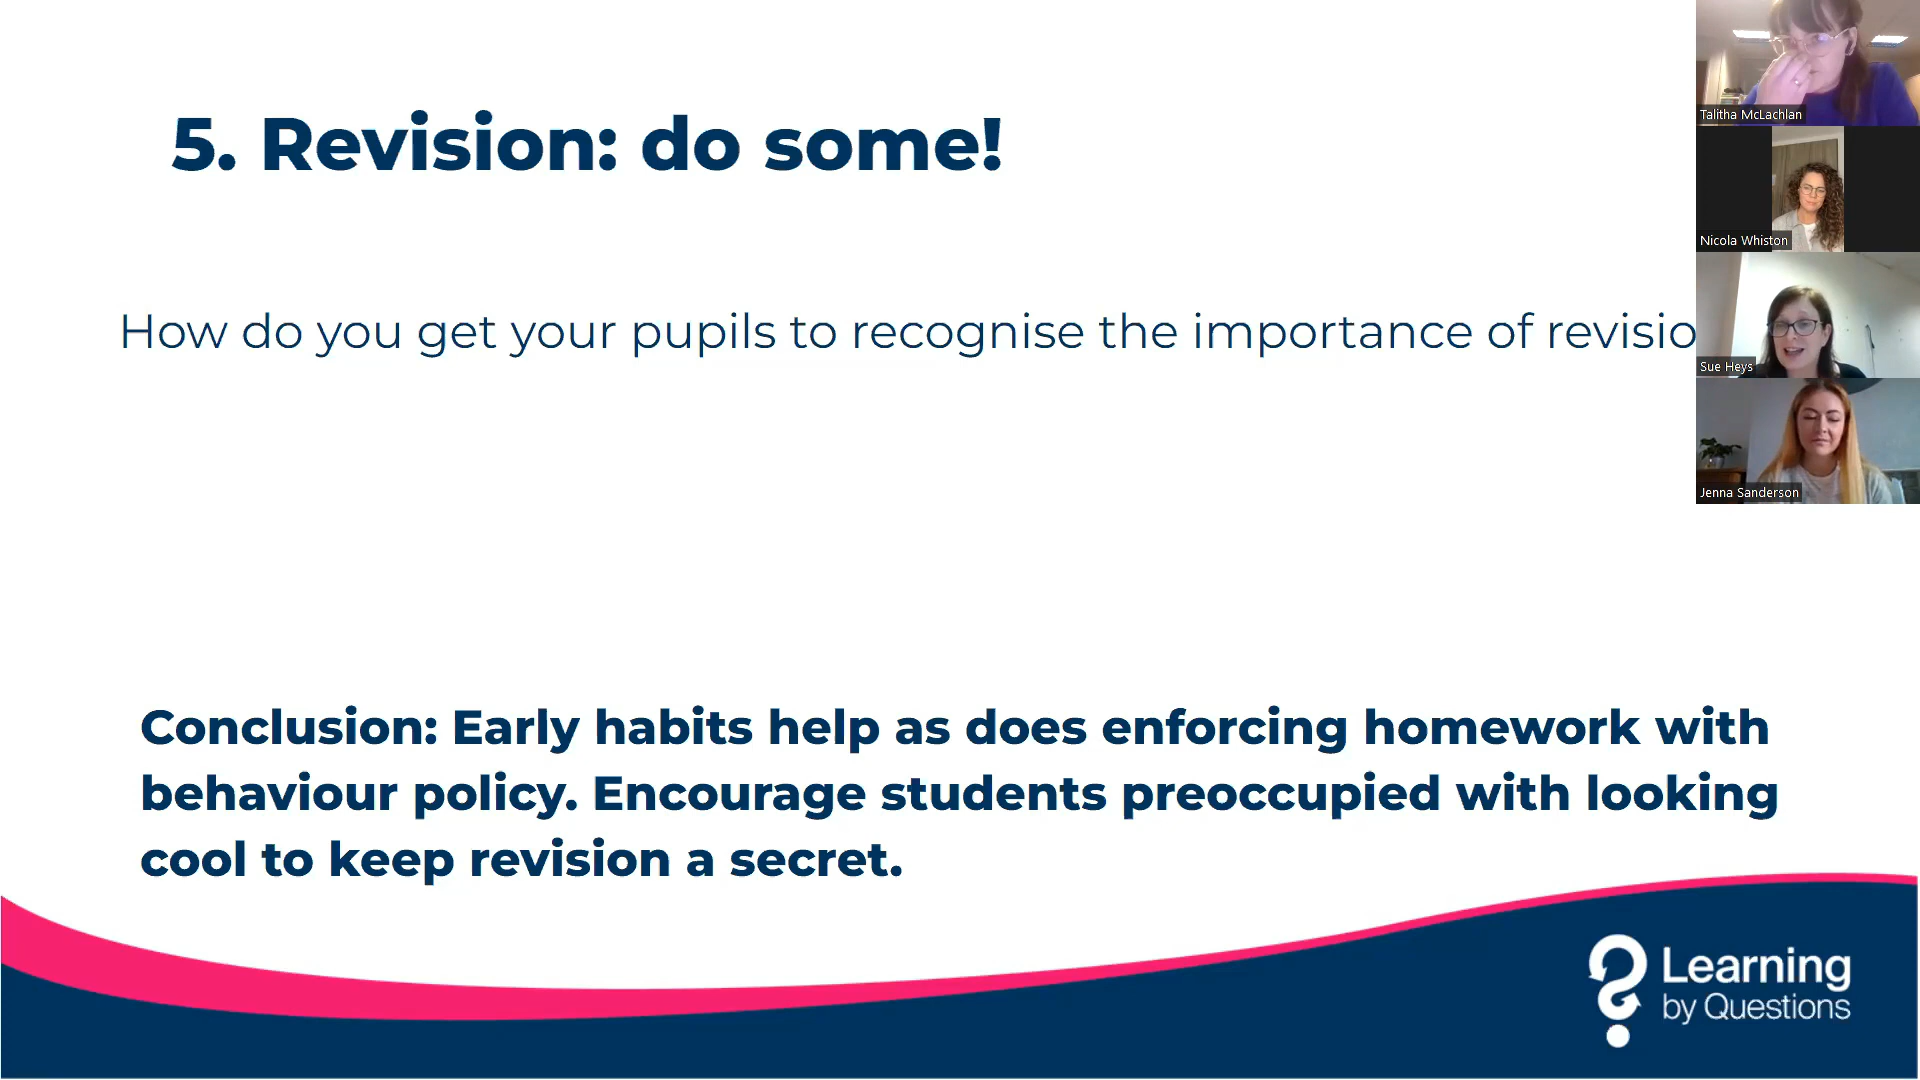 5. Revision: do some!
How do you get your pupils to recognise the importance of revisio
Conclusion: Early habits help as does enforcing homework with
behaviour policy. Encourage students preoccupied with looking
cool to keep revision a secret.
Talitha McLachlan
Nicola Whiston
Sue Heys
Jenna Sanderson
Learning
by Questions